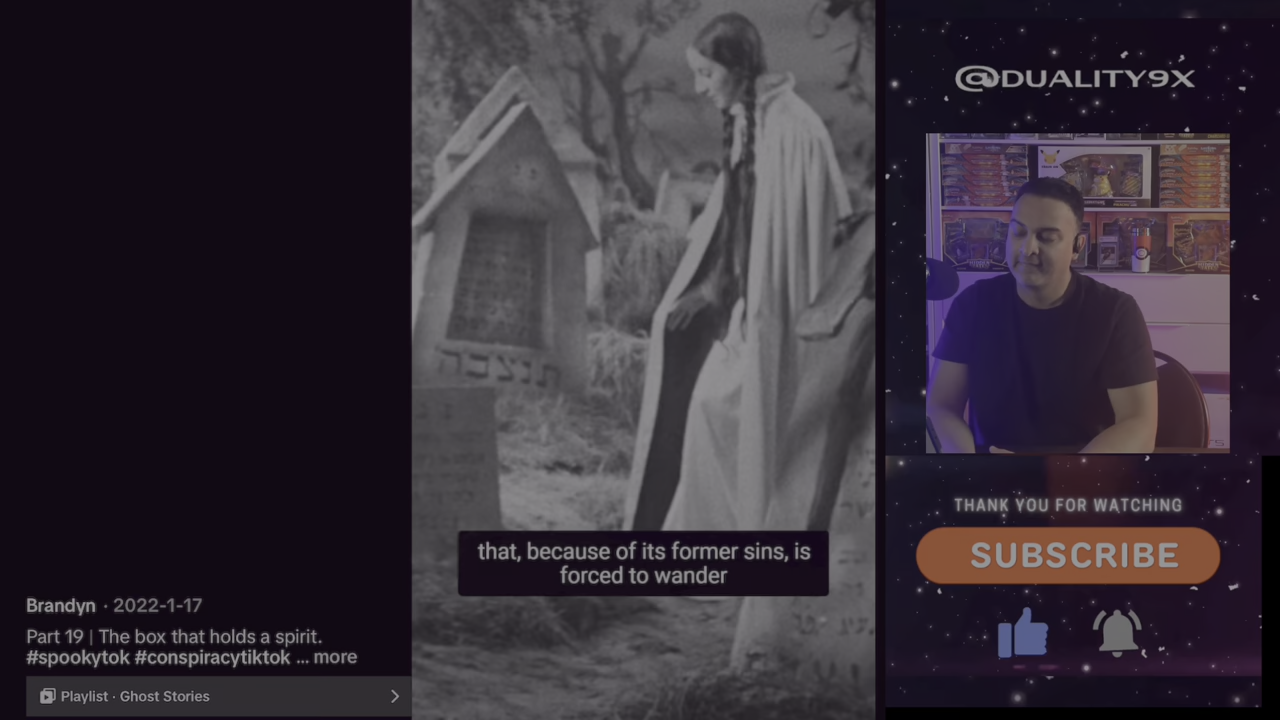 @DUALITY9X
תנצבה
that, because of its former sins, is
forced to wander
THANK YOU FOR WATCHING
SUBSCRIBE
Brandyn · 2022-1-17
Part 19 | The box that holds a spirit.
#spookytok #conspiracytiktok ... more
Playlist · Ghost Stories